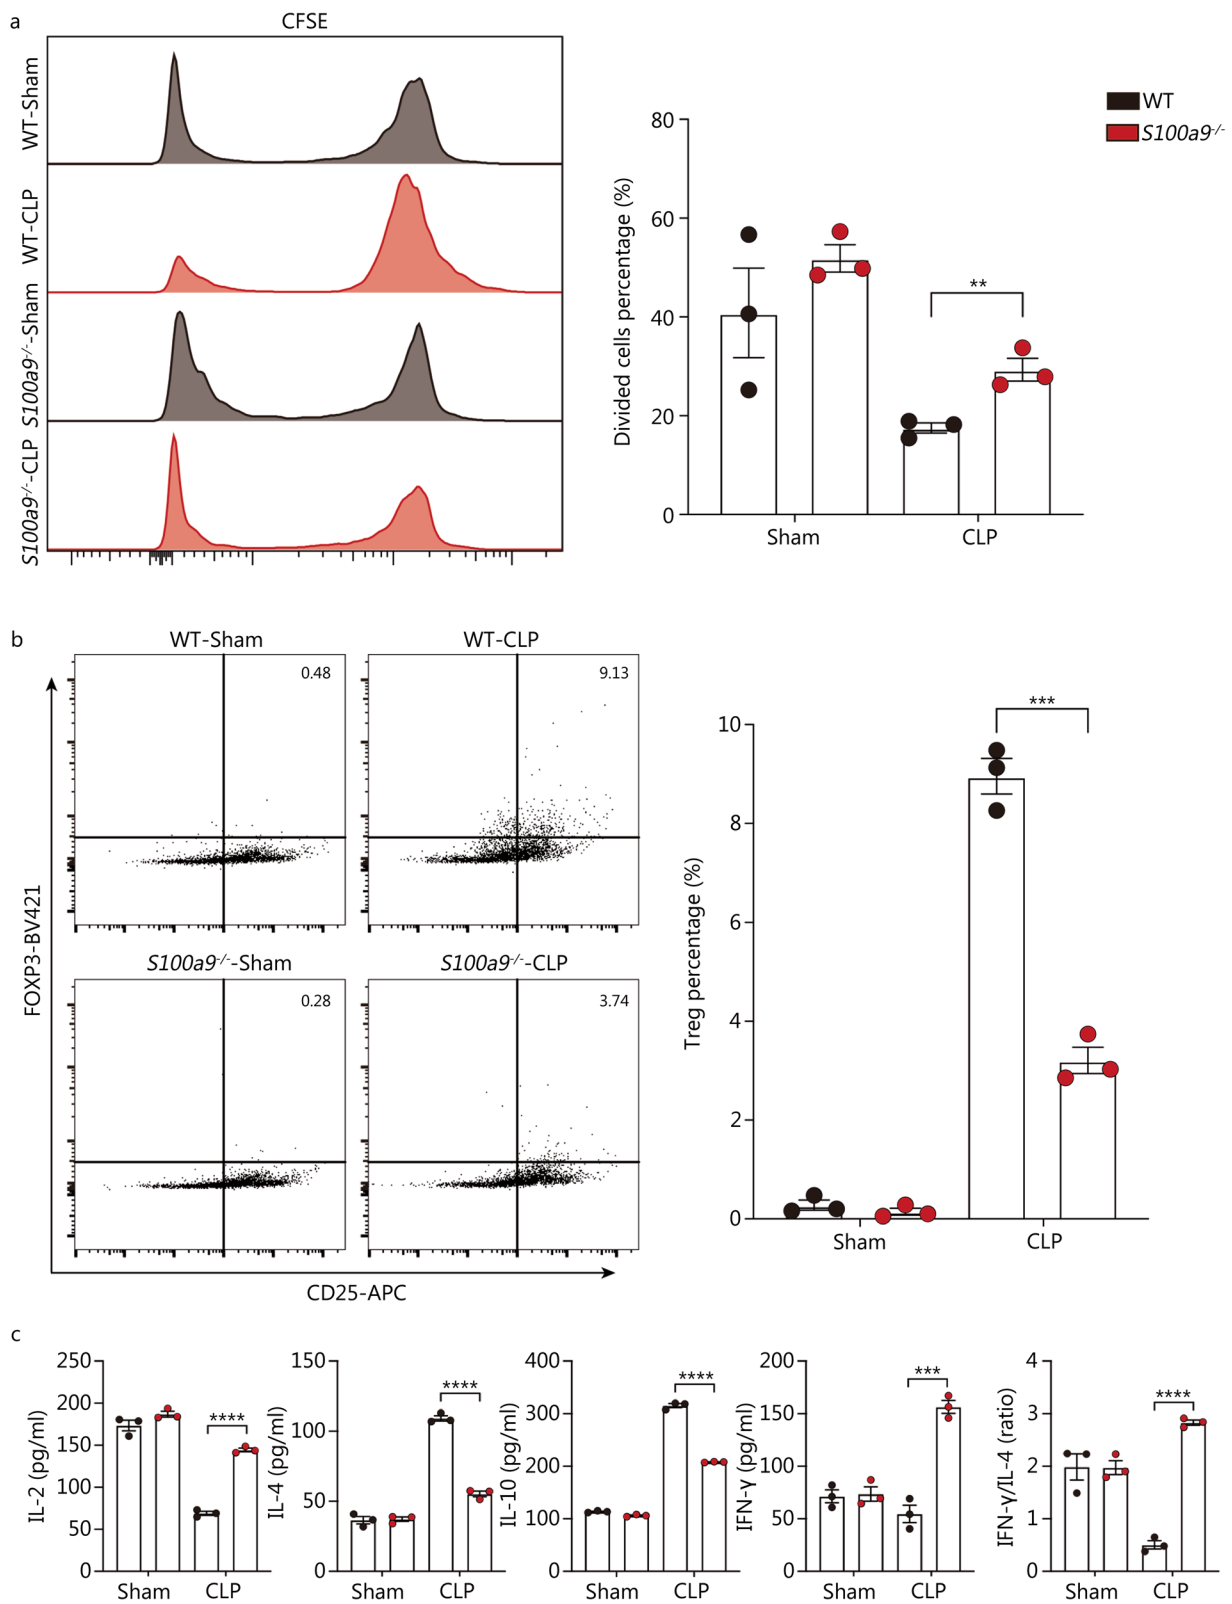 a
CFSE
WT-Sham
WT-CLP
S100a9-/--Sham
S100a9-/--CLP
Divided cells percentage (%)
80
60
40
20
0
**
Sham
CLP
WT
S100a9-/-
b
WT-Sham
WT-CLP
0.48
9.13
S100a9-/--Sham
S100a9-/--CLP
0.28
3.74
FOXP3-BV421
CD25-APC
Treg percentage (%)
10
8
6
4
2
0
***
Sham
CLP
c
IL-2 (pg/ml)
250
200
150
100
50
0
****
Sham
CLP
IL-4 (pg/ml)
150
100
50
0
****
Sham
CLP
IL-10 (pg/ml)
400
300
200
100
0
****
Sham
CLP
IFN-γ (pg/ml)
200
150
100
50
0
***
Sham
CLP
IFN-γ/IL-4 (ratio)
4
3
2
1
0
****
Sham
CLP